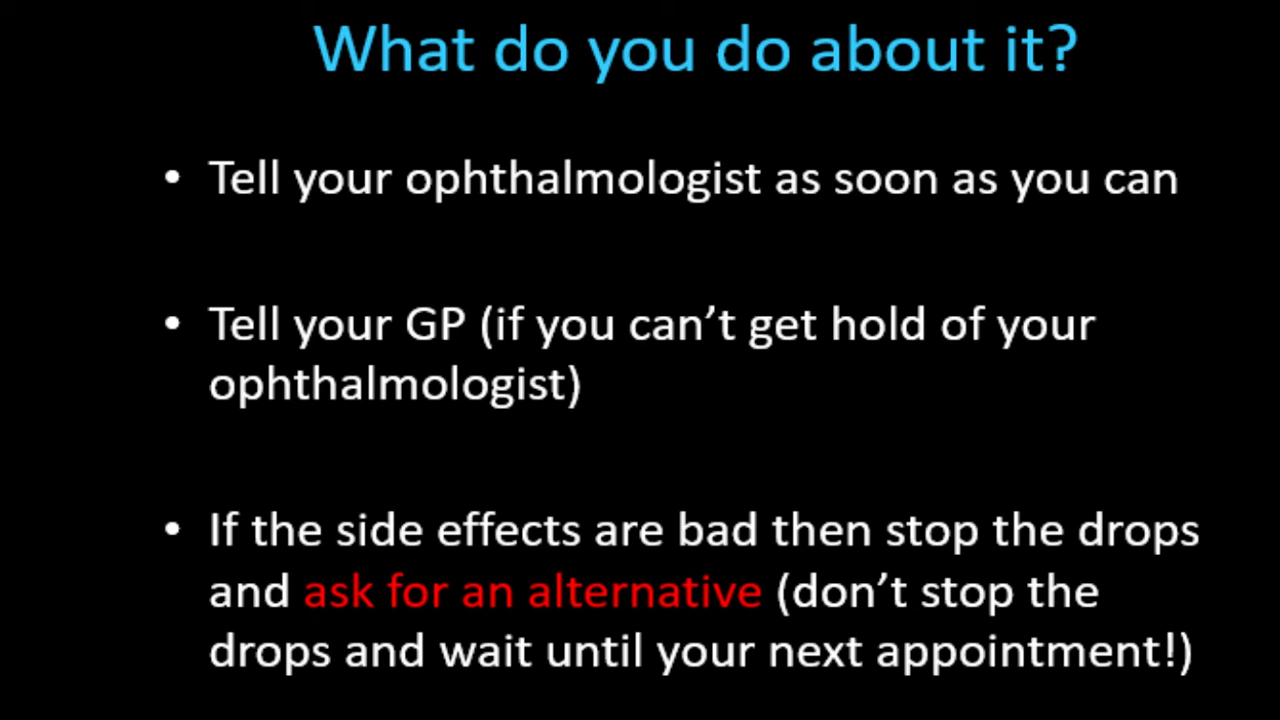 What do you do about it?
• Tell your ophthalmologist as soon as you can
• Tell your GP (if you can’t get hold of your
ophthalmologist)
• If the side effects are bad then stop the drops
and ask for an alternative (don’t stop the
drops and wait until your next appointment!)